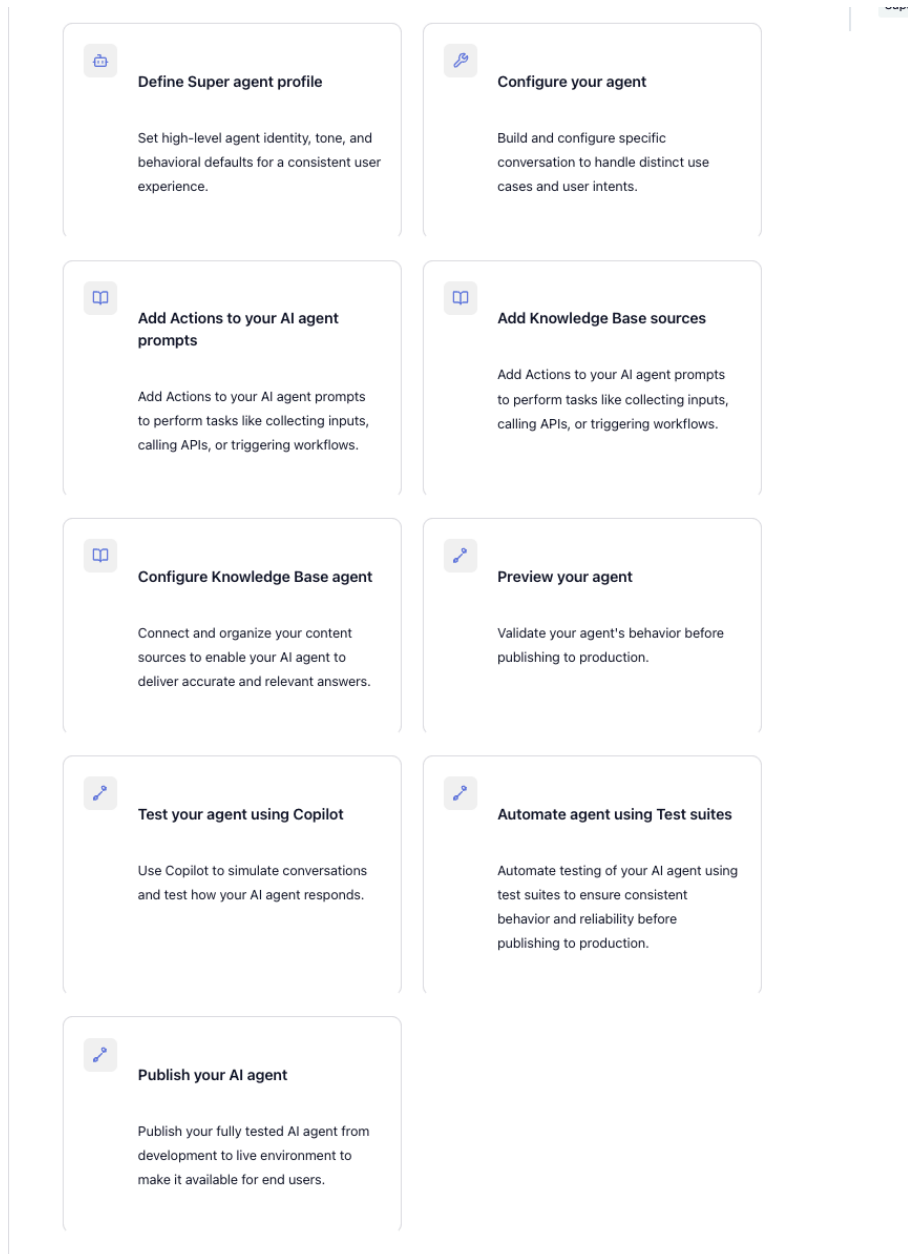 Define Super agent profile
Set high-level agent identity, tone, and
behavioral defaults for a consistent user
experience.
Configure your agent
Build and configure specific
conversation to handle distinct use
cases and user intents.
Add Actions to your AI agent
prompts
Add Actions to your AI agent prompts
to perform tasks like collecting inputs,
calling APIs, or triggering workflows.
Add Knowledge Base sources
Add Actions to your AI agent prompts
to perform tasks like collecting inputs,
calling APIs, or triggering workflows.
Configure Knowledge Base agent
Connect and organize your content
sources to enable your AI agent to
deliver accurate and relevant answers.
Preview your agent
Validate your agent's behavior before
publishing to production.
Test your agent using Copilot
Use Copilot to simulate conversations
and test how your AI agent responds.
Automate agent using Test suites
Automate testing of your AI agent using
test suites to ensure consistent
behavior and reliability before
publishing to production.
Publish your AI agent
Publish your fully tested AI agent from
development to live environment to
make it available for end users.